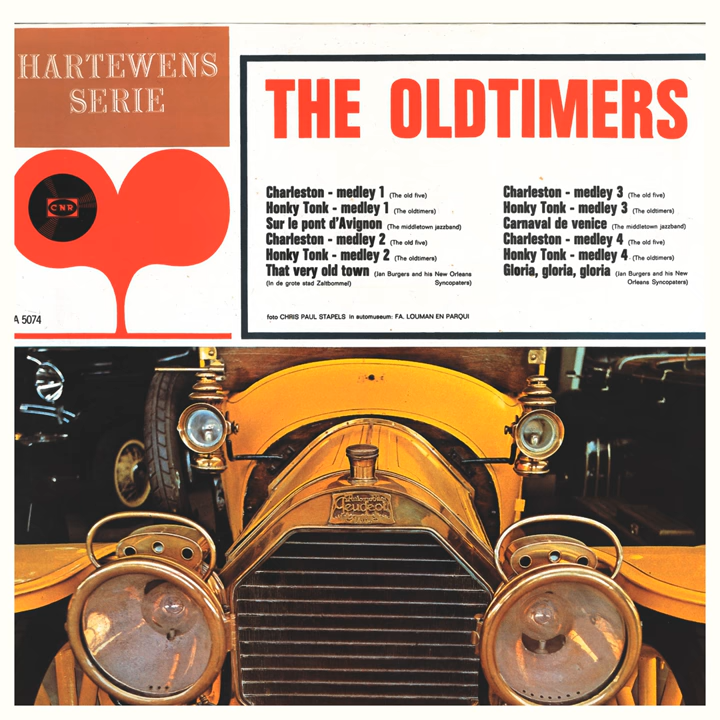 HARTEWENS
SERIE
CNR
A 5074
THE OLDTIMERS
Charleston - medley 1 (The old five)
Honky Tonk - medley 1 (The oldtimers)
Sur le pont d'Avignon (The middletown jazzband)
Charleston - medley 2 (The old five)
Honky Tonk - medley 2 (The oldtimers)
That very old town (Jan Burgers and his New Orleans
(In de grote stad Zaltbommel) Syncopaters)
Charleston - medley 3 (The old five)
Honky Tonk - medley 3 (The oldtimers)
Carnaval de venice (The middletown jazzband)
Charleston - medley 4 (The old five)
Honky Tonk - medley 4 (The oldtimers)
Gloria, gloria, gloria (Jan Burgers and his New
Orleans Syncopaters)
foto CHRIS PAUL STAPELS in automuseum: FA. LOUMAN EN PARQUI
Peugeot